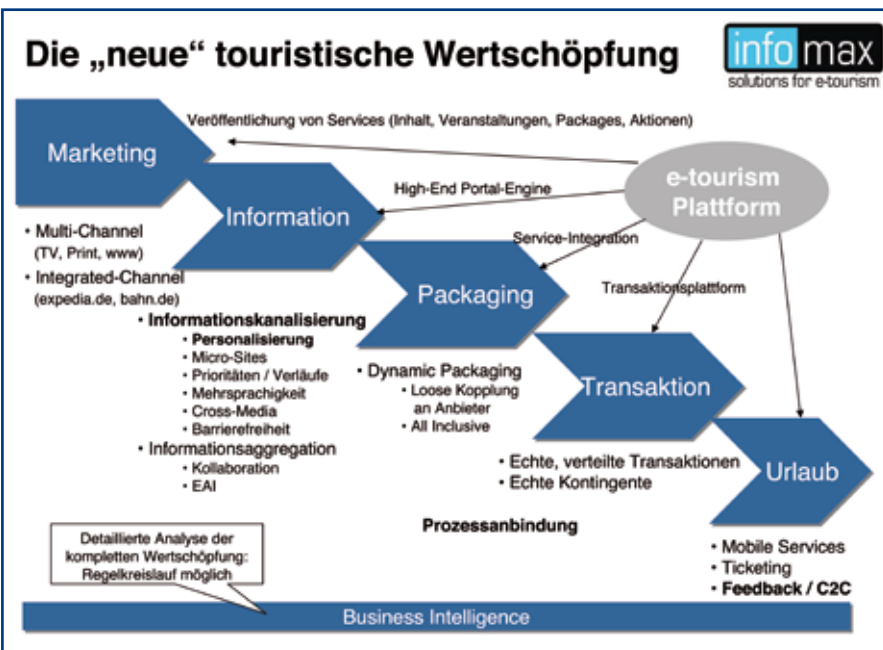 Die „neue“ touristische Wertschöpfung
info max
solutions for e-tourism
Veröffentlichung von Services (Inhalt, Veranstaltungen, Packages, Aktionen)
Marketing
e-tourism
Plattform
High-End Portal-Engine
Information
• Multi-Channel
(TV, Print, www)
• Integrated-Channel
(expedia.de, bahn.de)
Service-Integration
Packaging
Transaktionsplattform
• Informationskanalisierung
• Personalisierung
• Micro-Sites
• Prioritäten / Verläufe
• Mehrsprachigkeit
• Cross-Media
• Barrierefreiheit
• Informationsaggregation
• Kollaboration
• EAI
• Dynamic Packaging
• Loose Kopplung
an Anbieter
• All Inclusive
Transaktion
• Echte, verteilte Transaktionen
• Echte Kontingente
Urlaub
Prozessanbindung
• Mobile Services
• Ticketing
• Feedback / C2C
Detaillierte Analyse der
kompletten Wertschöpfung:
Regelkreislauf möglich
Business Intelligence